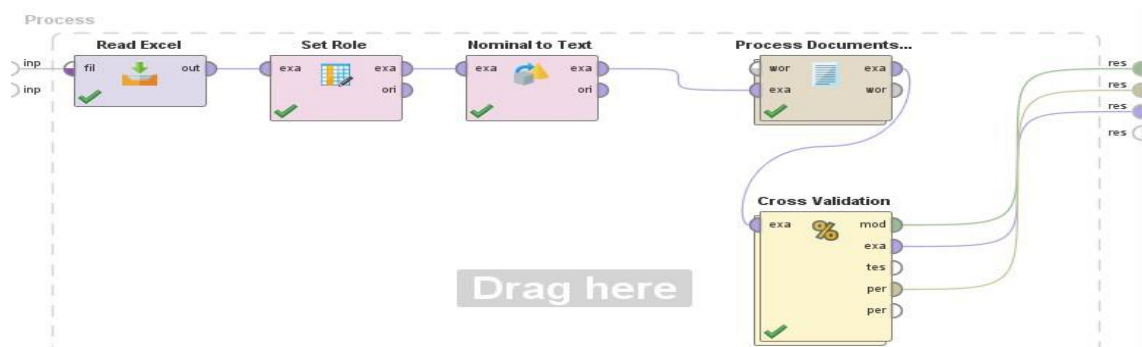 Process
Read Excel
Set Role
Nominal to Text
Process Documents...
inp
inp
fil
out
exa
exa
ori
exa
exa
ori
wor
exa
exa
wor
res
res
res
res
Cross Validation
exa
mod
exa
tes
per
per
Drag here